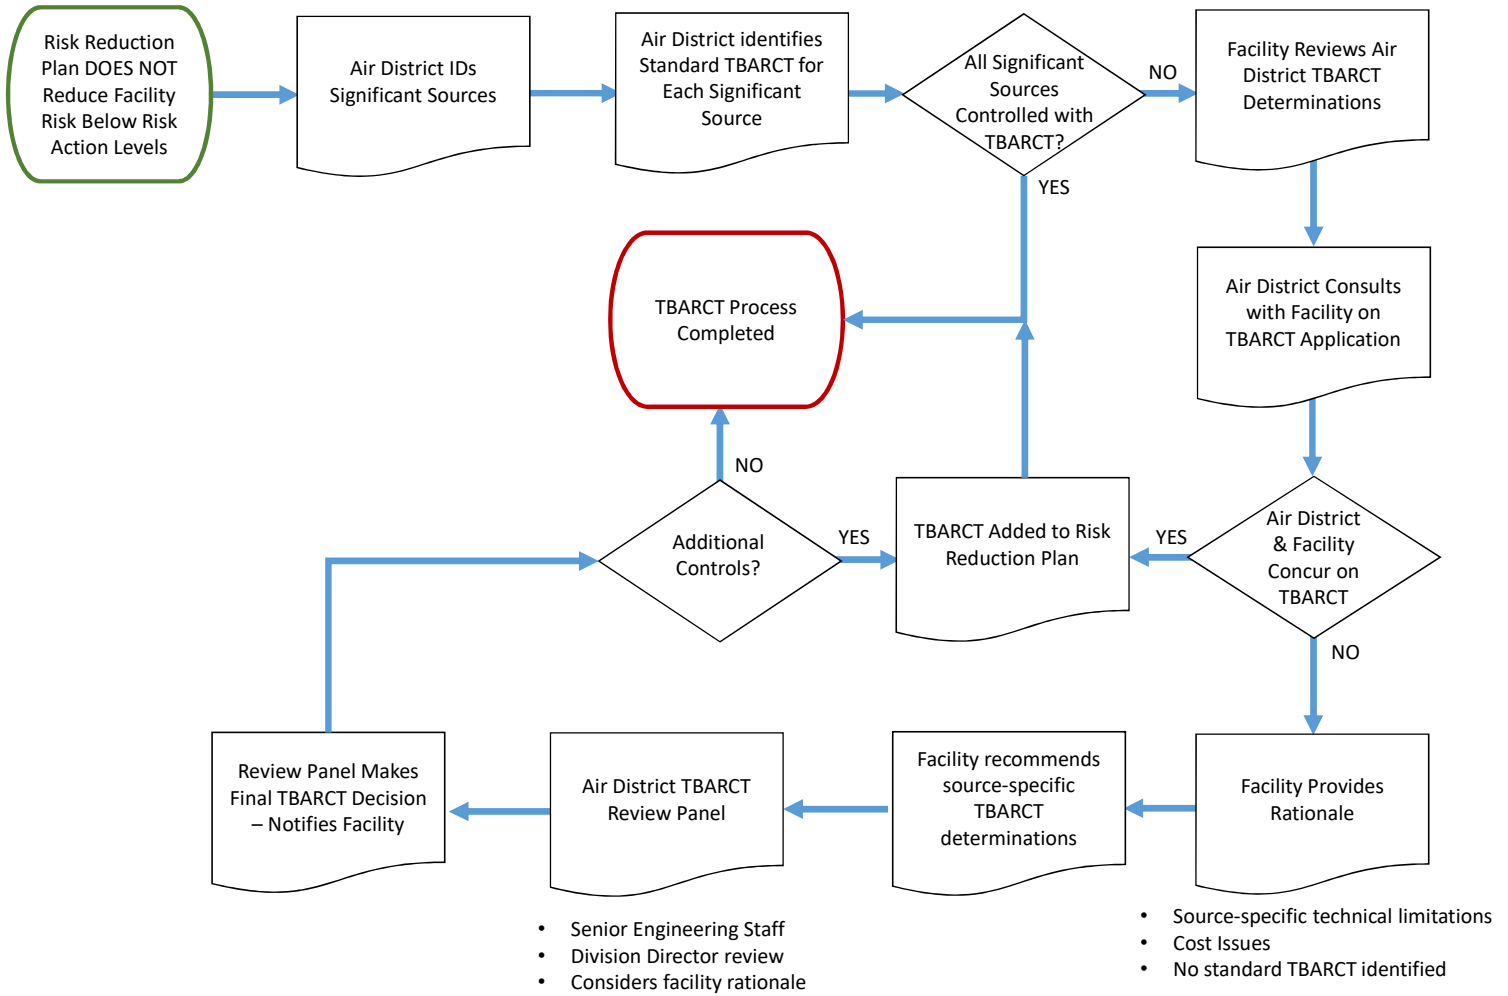 Risk Reduction
Plan DOES NOT
Reduce Facility
Risk Below Risk
Action Levels
Air District IDs
Significant Sources
Air District identifies
Standard TBARCT for
Each Significant
Source
All Significant
Sources
Controlled with
TBARCT?
NO
YES
Facility Reviews Air
District TBARCT
Determinations
Air District Consults
with Facility on
TBARCT Application
TBARCT Process
Completed
NO
Additional
Controls?
YES
TBARCT Added to Risk
Reduction Plan
YES
Air District
& Facility
Concur on
TBARCT
NO
Review Panel Makes
Final TBARCT Decision
– Notifies Facility
Air District TBARCT
Review Panel
Facility recommends
source-specific
TBARCT
determinations
Facility Provides
Rationale
• Senior Engineering Staff
• Division Director review
• Considers facility rationale
• Source-specific technical limitations
• Cost Issues
• No standard TBARCT identified